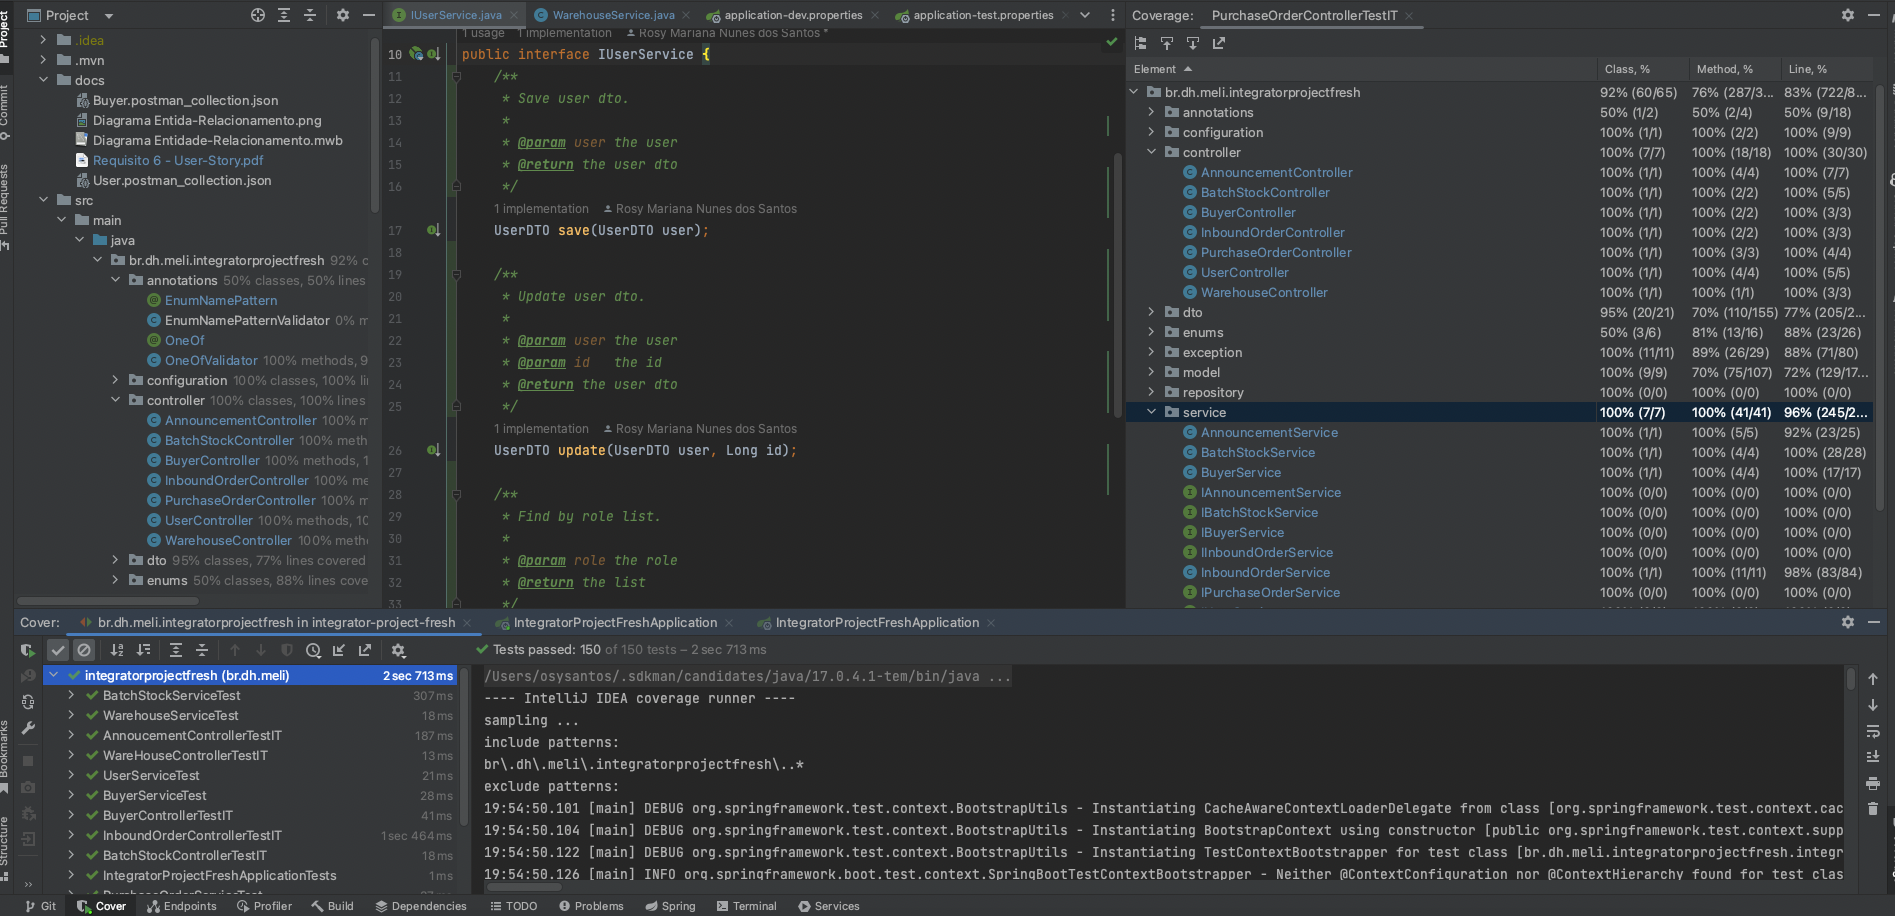 Project
IUserService.java
WarehouseService.java
application-dev.properties
application-test.properties
Coverage:
PurchaseOrderControllerTestIT
Project
Commit
Pull Requests
Bookmarks
Structure
.idea
.mvn
docs
Buyer.postman_collection.json
Diagrama Entida-Relacionamento.png
Diagrama Entidade-Relacionamento.mwb
Requisito 6 - User-Story.pdf
User.postman_collection.json
src
main
java
br.dh.meli.integratorprojectfresh 92% c
annotations 50% classes, 50% lines
EnumNamePattern
EnumNamePatternValidator 0% m
OneOf
OneOfValidator 100% methods, 9
configuration 100% classes, 100% li
controller 100% classes, 100% lines
AnnouncementController 100% m
BatchStockController 100% meth
BuyerController 100% methods, 1
InboundOrderController 100% me
PurchaseOrderController 100% m
UserController 100% methods, 10
WarehouseController 100% meth
dto 95% classes, 77% lines covered
enums 50% classes, 88% lines cove
1 usage 1 implementation Rosy Mariana Nunes dos Santos *
10 public interface IUserService {
11 /**
12 * Save user dto.
13 *
14 * @param user the user
15 * @return the user dto
16 */
1 implementation Rosy Mariana Nunes dos Santos
17 UserDTO save(UserDTO user);
18
19 /**
20 * Update user dto.
21 *
22 * @param user the user
23 * @param id   the id
24 * @return the user dto
25 */
1 implementation Rosy Mariana Nunes dos Santos
26 UserDTO update(UserDTO user, Long id);
27
28 /**
29 * Find by role list.
30 *
31 * @param role the role
32 * @return the list
33 */
Element Class, % Method, % Line, %
br.dh.meli.integratorprojectfresh 92% (60/65) 76% (287/3... 83% (722/8...
annotations 50% (1/2) 50% (2/4) 50% (9/18)
configuration 100% (1/1) 100% (2/2) 100% (9/9)
controller 100% (7/7) 100% (18/18) 100% (30/30)
AnnouncementController 100% (1/1) 100% (4/4) 100% (7/7)
BatchStockController 100% (1/1) 100% (2/2) 100% (5/5)
BuyerController 100% (1/1) 100% (2/2) 100% (3/3)
InboundOrderController 100% (1/1) 100% (2/2) 100% (3/3)
PurchaseOrderController 100% (1/1) 100% (3/3) 100% (4/4)
UserController 100% (1/1) 100% (4/4) 100% (5/5)
WarehouseController 100% (1/1) 100% (1/1) 100% (3/3)
dto 95% (20/21) 70% (110/155) 77% (205/2...
enums 50% (3/6) 81% (13/16) 88% (23/26)
exception 100% (11/11) 89% (26/29) 88% (71/80)
model 100% (9/9) 70% (75/107) 72% (129/17...
repository 100% (0/0) 100% (0/0) 100% (0/0)
service 100% (7/7) 100% (41/41) 96% (245/2...
AnnouncementService 100% (1/1) 100% (5/5) 92% (23/25)
BatchStockService 100% (1/1) 100% (4/4) 100% (28/28)
BuyerService 100% (1/1) 100% (4/4) 100% (17/17)
IAnnouncementService 100% (0/0) 100% (0/0) 100% (0/0)
IBatchStockService 100% (0/0) 100% (0/0) 100% (0/0)
IBuyerService 100% (0/0) 100% (0/0) 100% (0/0)
IInboundOrderService 100% (0/0) 100% (0/0) 100% (0/0)
InboundOrderService 100% (1/1) 100% (11/11) 98% (83/84)
IPurchaseOrderService 100% (0/0) 100% (0/0) 100% (0/0)
Cover: br.dh.meli.integratorprojectfresh in integrator-project-fresh IntegratorProjectFreshApplication IntegratorProjectFreshApplication
Tests passed: 150 of 150 tests – 2 sec 713 ms
integratorprojectfresh (br.dh.meli) 2 sec 713 ms
BatchStockServiceTest 307 ms
WarehouseServiceTest 18 ms
AnnoucementControllerTestIT 187 ms
WareHouseControllerTestIT 13 ms
UserServiceTest 21 ms
BuyerServiceTest 28 ms
BuyerControllerTestIT 41 ms
InboundOrderControllerTestIT 1 sec 464 ms
BatchStockControllerTestIT 18 ms
IntegratorProjectFreshApplicationTests 1 ms
/Users/osysantos/.sdkman/candidates/java/17.0.4.1-tem/bin/java ...
---- IntelliJ IDEA coverage runner ----
sampling ...
include patterns:
br\.dh\.meli\.integratorprojectfresh\..*
exclude patterns:
19:54:50.101 [main] DEBUG org.springframework.test.context.BootstrapUtils - Instantiating CacheAwareContextLoaderDelegate from class [org.springframework.test.context.cac
19:54:50.104 [main] DEBUG org.springframework.test.context.BootstrapUtils - Instantiating BootstrapContext using constructor [public org.springframework.test.context.supp
19:54:50.122 [main] DEBUG org.springframework.test.context.BootstrapUtils - Instantiating TestContextBootstrapper for test class [br.dh.meli.integratorprojectfresh.integr
19:54:50.126 [main] INFO org.springframework.boot.test.context.SpringBootTestContextBootstrapper - Neither @ContextConfiguration nor @ContextHierarchy found for test clas
Git Cover Endpoints Profiler Build Dependencies TODO Problems Spring Terminal Services